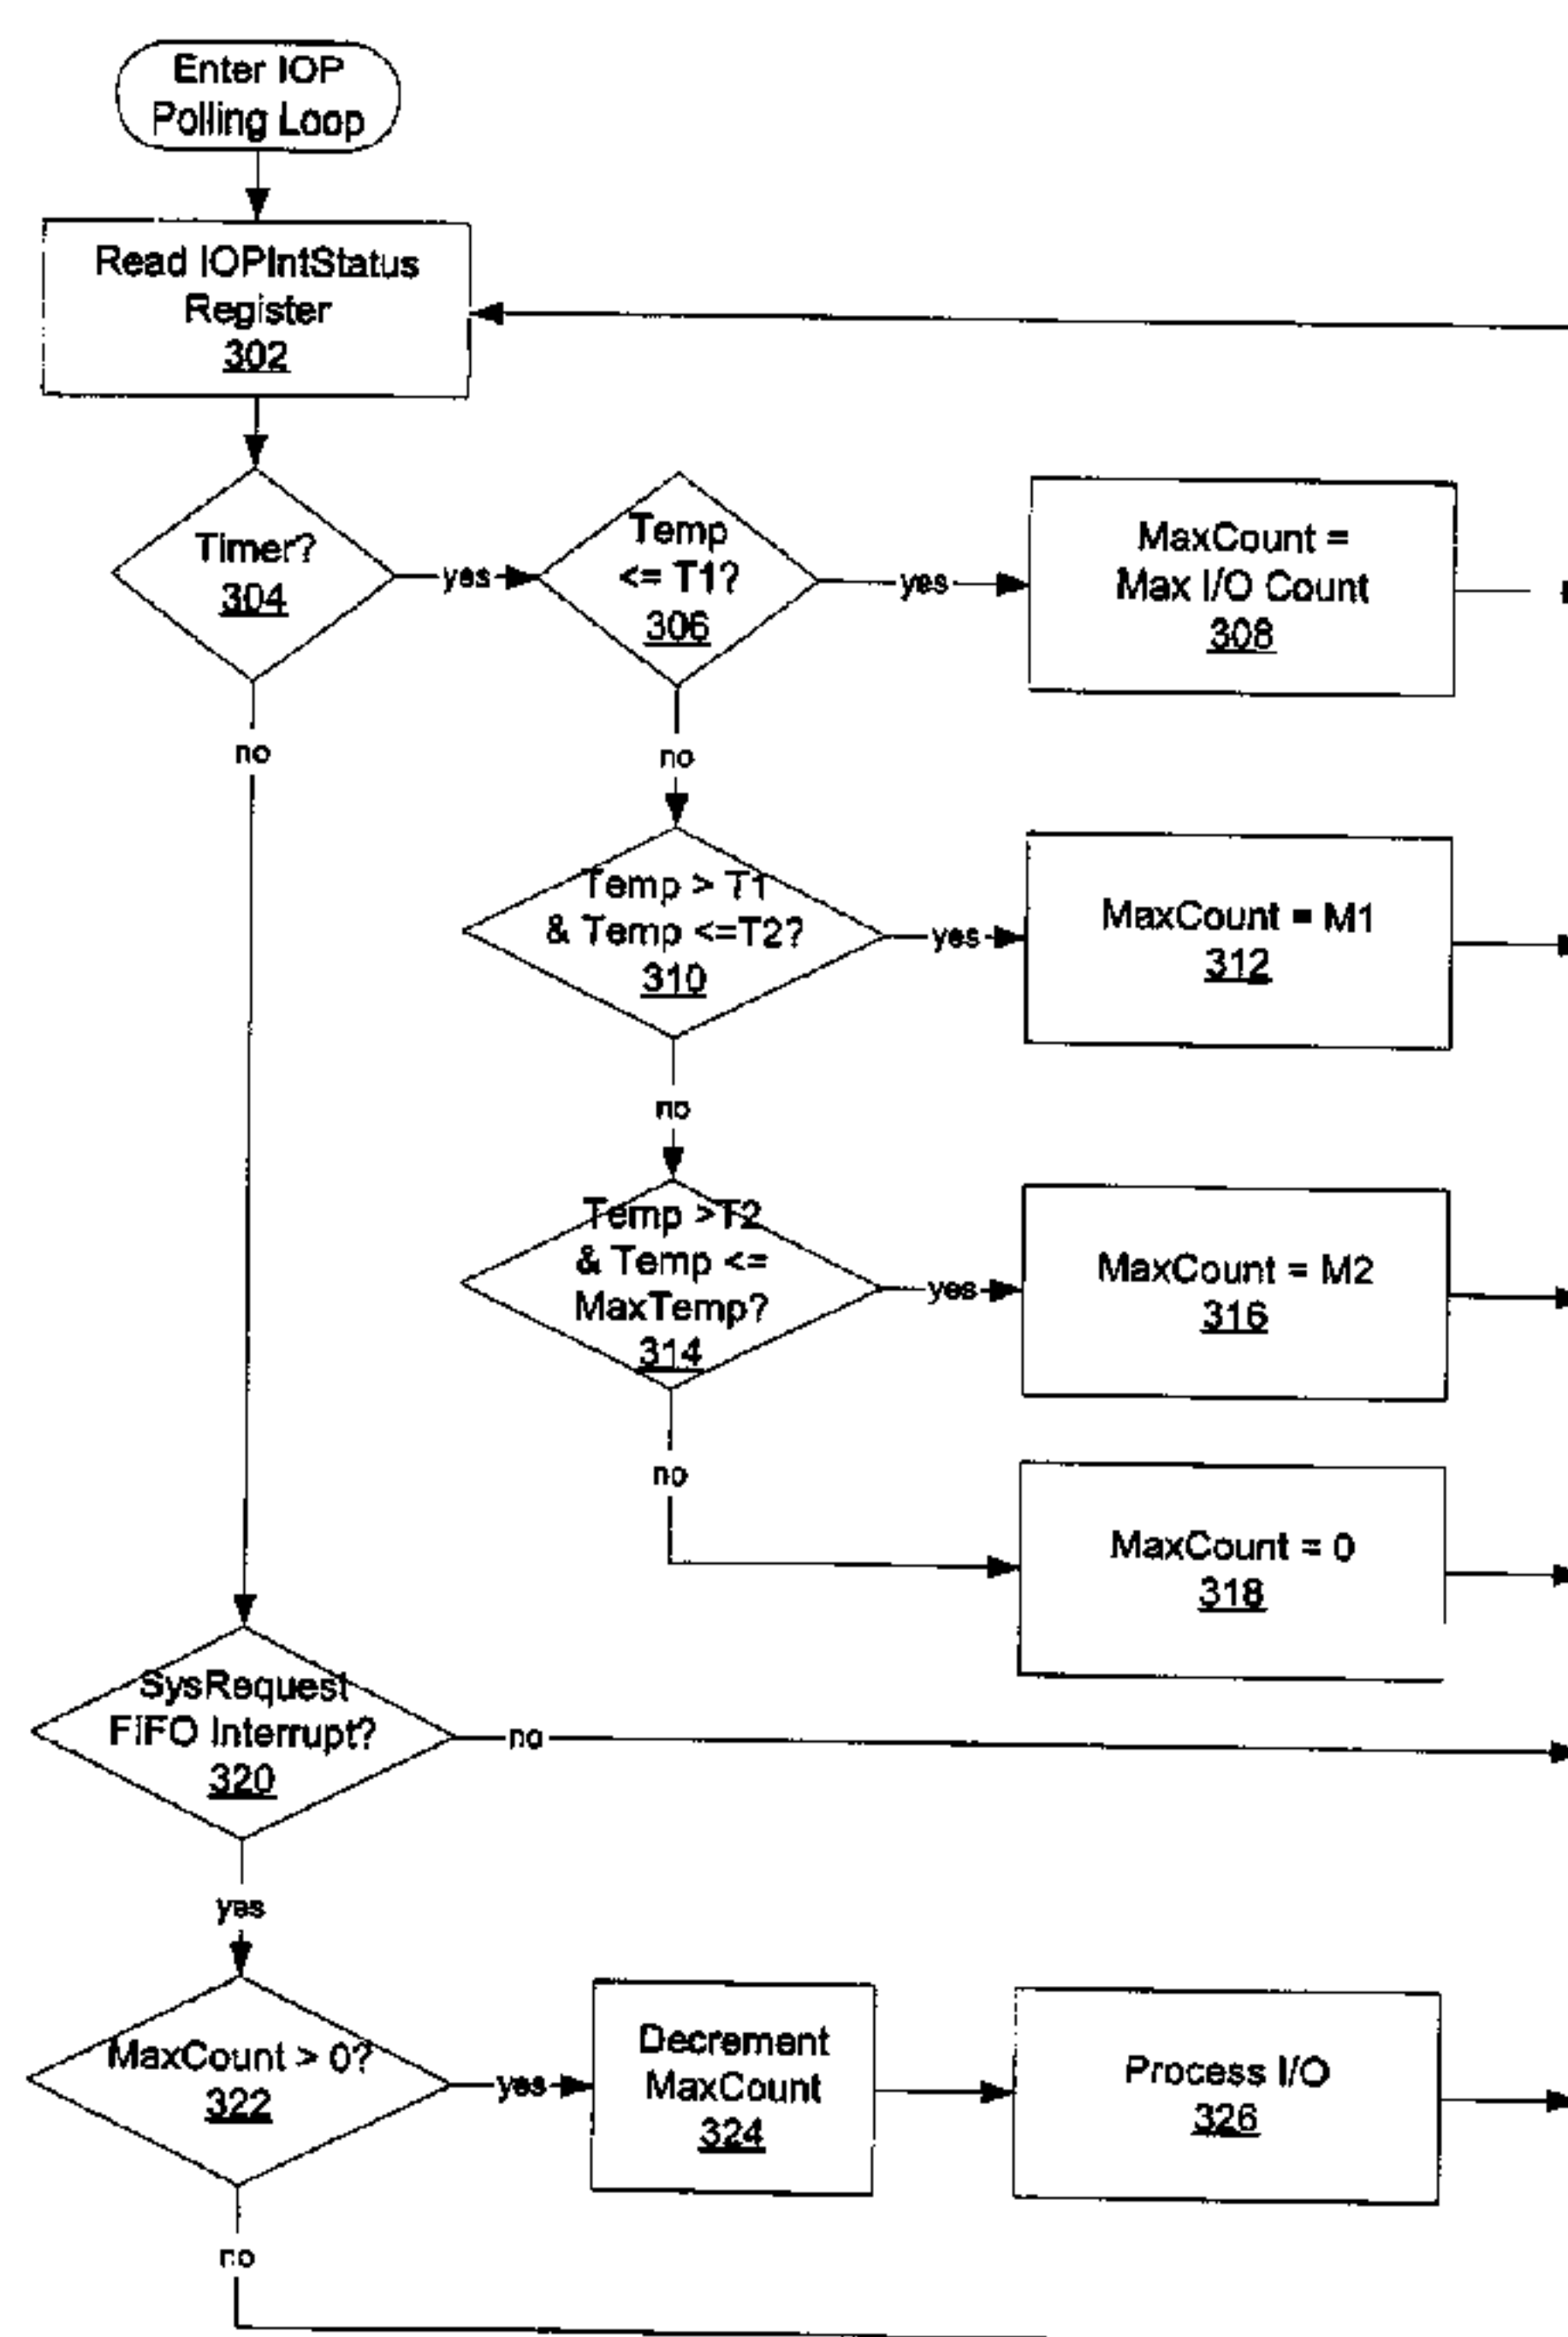 Enter IOP
Polling Loop
Read IOPIntStatus
Register
302
Timer?
304
yes
Temp
<= T1?
306
yes
MaxCount =
Max I/O Count
308
no
no
Temp > T1
& Temp <=T2?
310
yes
MaxCount = M1
312
no
Temp >T2
& Temp <=
MaxTemp?
314
yes
MaxCount = M2
316
no
MaxCount = 0
318
SysRequest
FIFO Interrupt?
320
no
yes
MaxCount > 0?
322
yes
Decrement
MaxCount
324
Process I/O
326
no